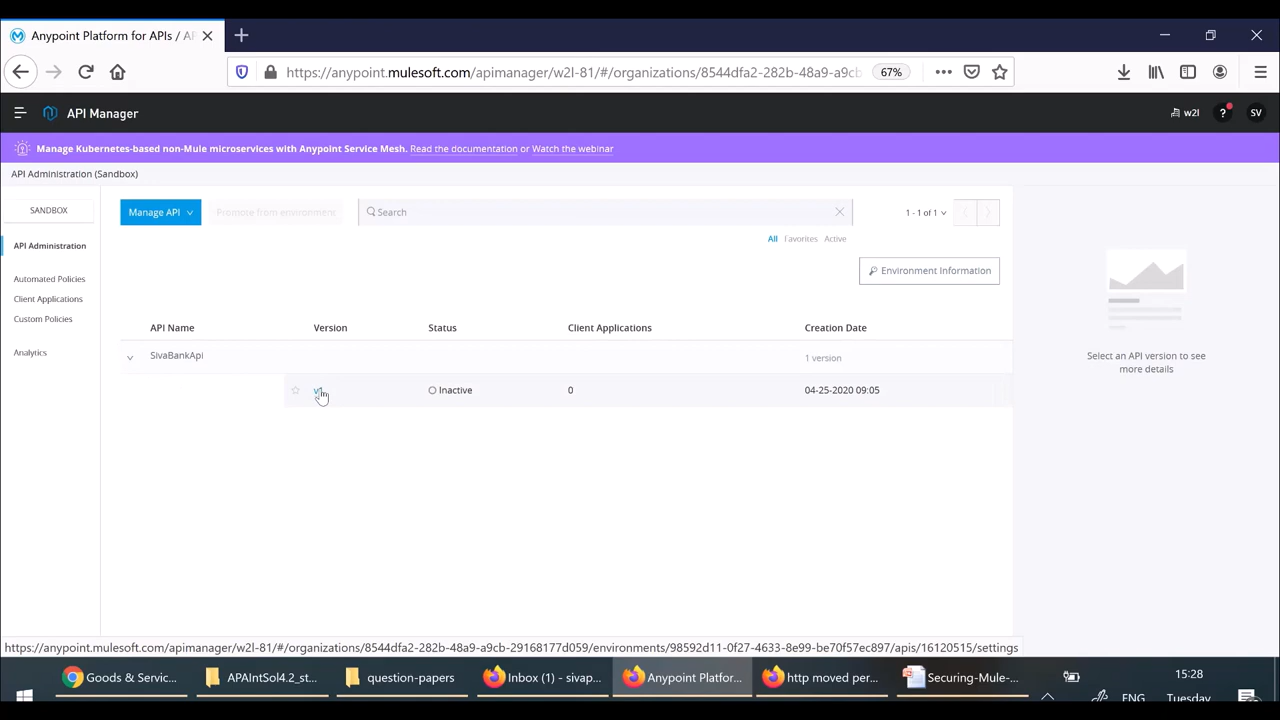 Anypoint Platform for APIs / AP
https://anypoint.mulesoft.com/apimanager/w2l-81/#/organizations/8544dfa2-282b-48a9-a9cb
67%
API Manager
w2l
?
SV
Manage Kubernetes-based non-Mule microservices with Anypoint Service Mesh. Read the documentation or Watch the webinar
API Administration (Sandbox)
SANDBOX
Manage API
Promote from environment
Search
1 - 1 of 1
All Favorites Active
API Administration
Environment Information
Automated Policies
Client Applications
Custom Policies
Analytics
API Name Version Status Client Applications Creation Date
SivaBankApi 1 version
Inactive 0 04-25-2020 09:05
Select an API version to see
more details
https://anypoint.mulesoft.com/apimanager/w2l-81/#/organizations/8544dfa2-282b-48a9-a9cb-29168177d059/environments/98592d11-0f27-4633-8e99-be70f57ec897/apis/16120515/settings
Goods & Servic...
APAIntSol4.2_st...
question-papers
Inbox (1) - sivap...
Anypoint Platfor...
http moved per...
Securing-Mule-...
15:28
ENG
Tuesday